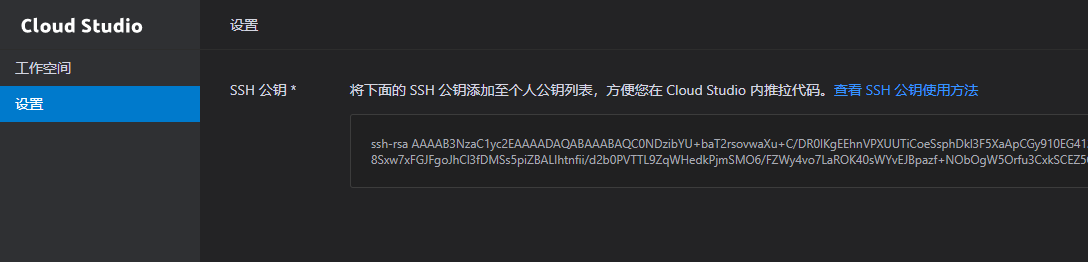 Cloud Studio
设置
工作空间
设置
SSH 公钥 *
将下面的 SSH 公钥添加至个人公钥列表，方便您在 Cloud Studio 内推拉代码。查看 SSH 公钥使用方法
ssh-rsa AAAAB3NzaC1yc2EAAAADAQABAAABAQC0NDzibYU+baT2rsovwaXu+C/DR0IKgEEhnVPXUUTiCoeSsphDkI3F5XaApCGy910EG41
8Sxw7xFGJFgoJhCl3fDMSs5piZBALIhtnfii/d2b0PVTTL9ZqWHedkPjmSMO6/FZWy4vo7LaROK40sWYvEJBpazf+NObOgW5Orfu3CxkSCEZ5